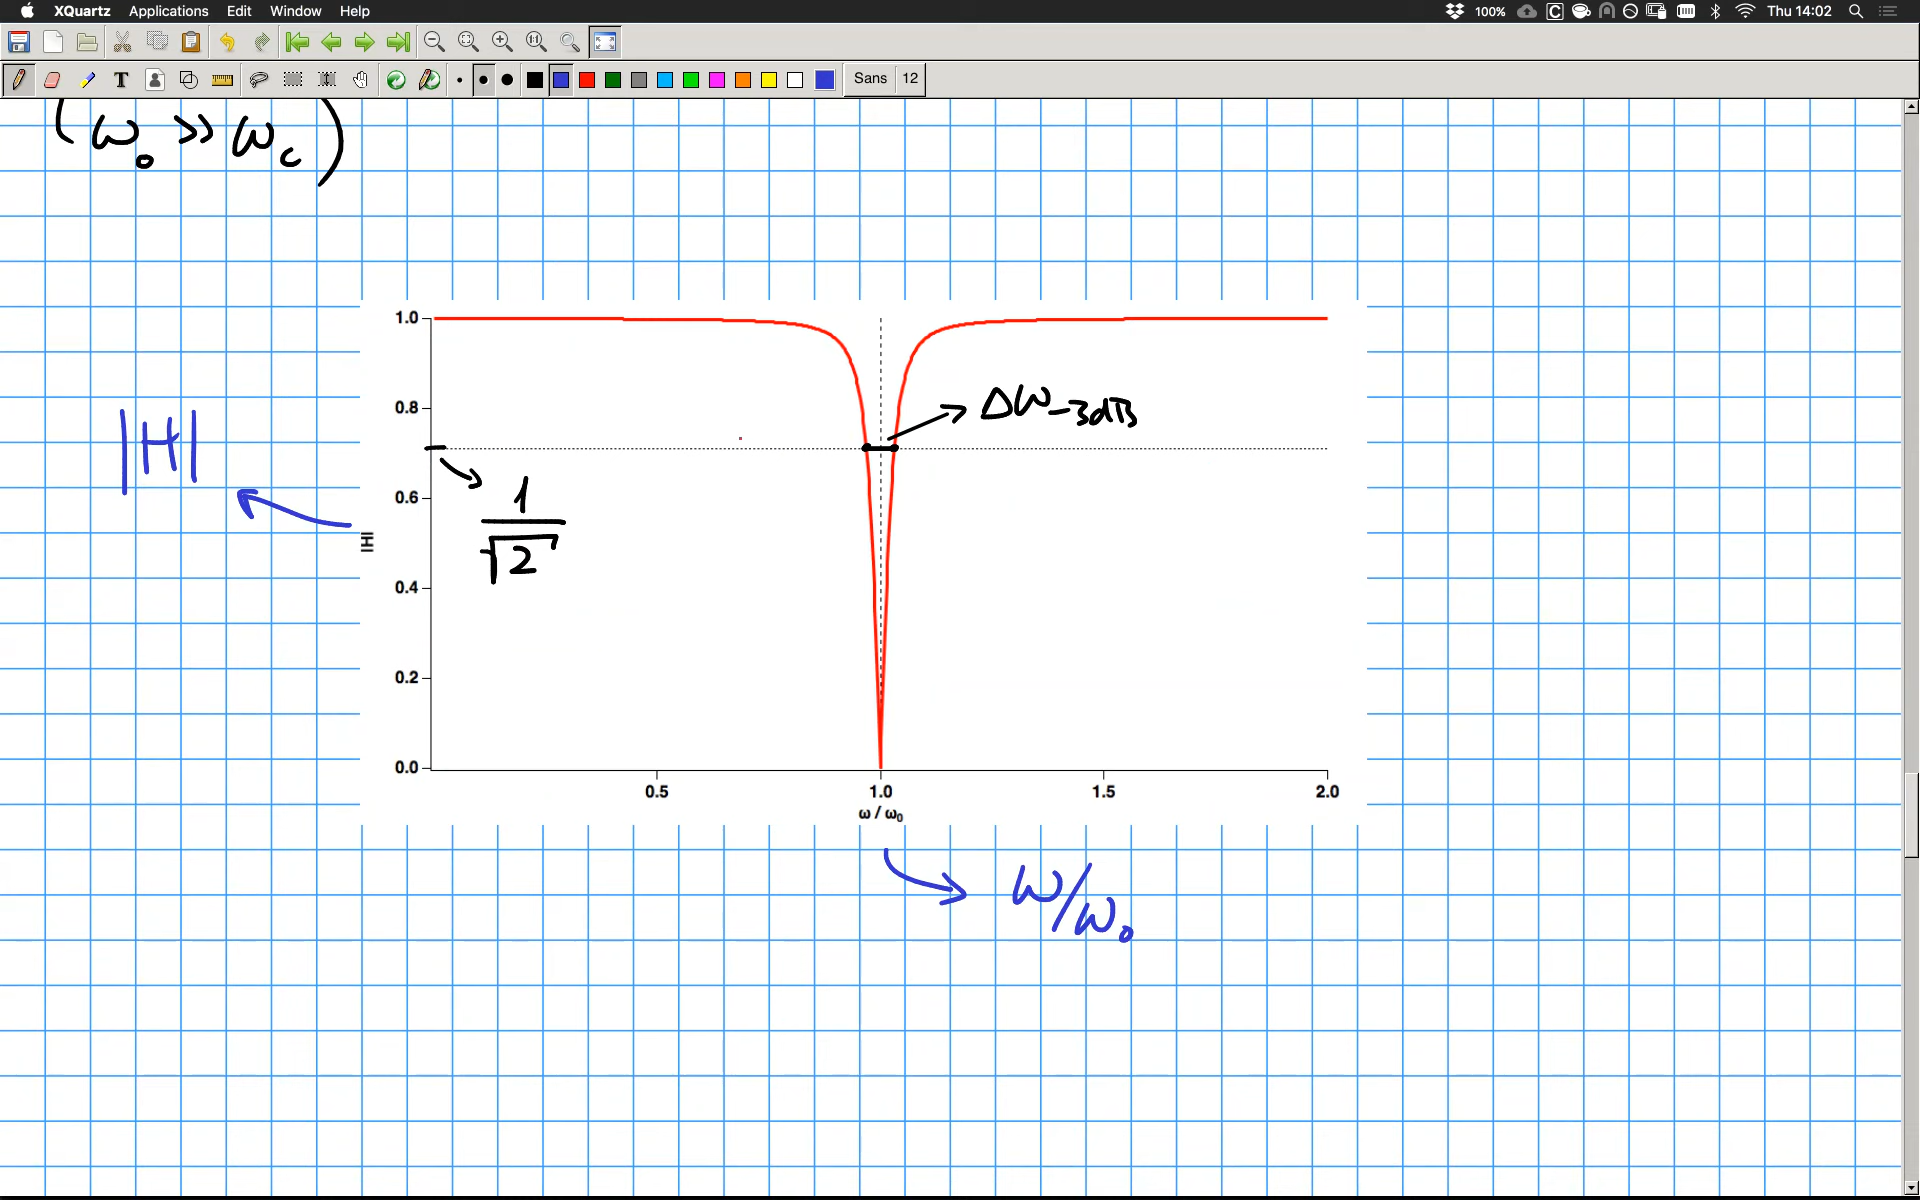 XQuartz Applications Edit Window Help
100% Thu 14:02
Sans 12
(ω₀ >> ω_c)
1.0
0.8
0.6
0.4
0.2
0.0
|H|
|H|
Δω₋3dB
1
√2
0.5 1.0 1.5 2.0
ω / ω₀
ω/ω₀